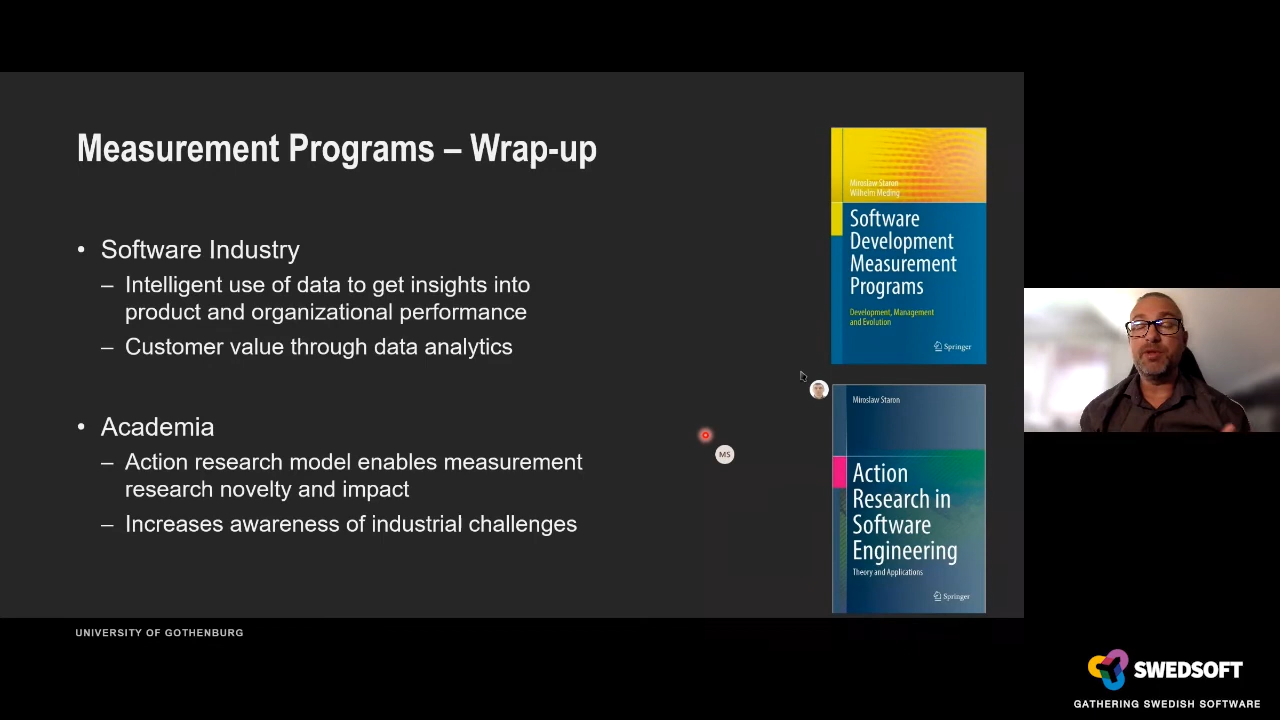 Measurement Programs – Wrap-up
• Software Industry
– Intelligent use of data to get insights into
product and organizational performance
– Customer value through data analytics
• Academia
– Action research model enables measurement
research novelty and impact
– Increases awareness of industrial challenges
Miroslaw Staron
Wilhelm Meding
Software
Development
Measurement
Programs
Development, Management
and Evolution
Springer
MS
Miroslaw Staron
Action
Research in
Software
Engineering
Theory and Applications
Springer
UNIVERSITY OF GOTHENBURG
SWEDSOFT
GATHERING SWEDISH SOFTWARE